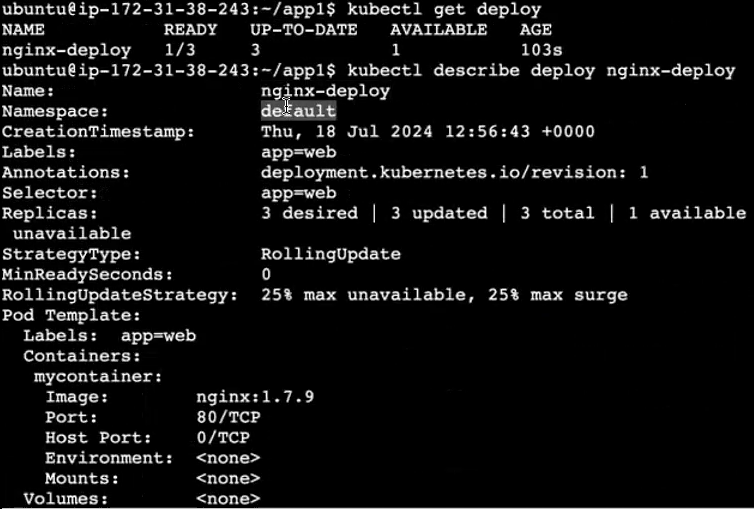 ubuntu@ip-172-31-38-243:~/app1$ kubectl get deploy
NAME READY UP-TO-DATE AVAILABLE AGE
nginx-deploy 1/3 3 1 103s
ubuntu@ip-172-31-38-243:~/app1$ kubectl describe deploy nginx-deploy
Name: nginx-deploy
Namespace: default
CreationTimestamp: Thu, 18 Jul 2024 12:56:43 +0000
Labels: app=web
Annotations: deployment.kubernetes.io/revision: 1
Selector: app=web
Replicas: 3 desired | 3 updated | 3 total | 1 available
unavailable
StrategyType: RollingUpdate
MinReadySeconds: 0
RollingUpdateStrategy: 25% max unavailable, 25% max surge
Pod Template:
Labels: app=web
Containers:
mycontainer:
Image: nginx:1.7.9
Port: 80/TCP
Host Port: 0/TCP
Environment: <none>
Mounts: <none>
Volumes: <none>